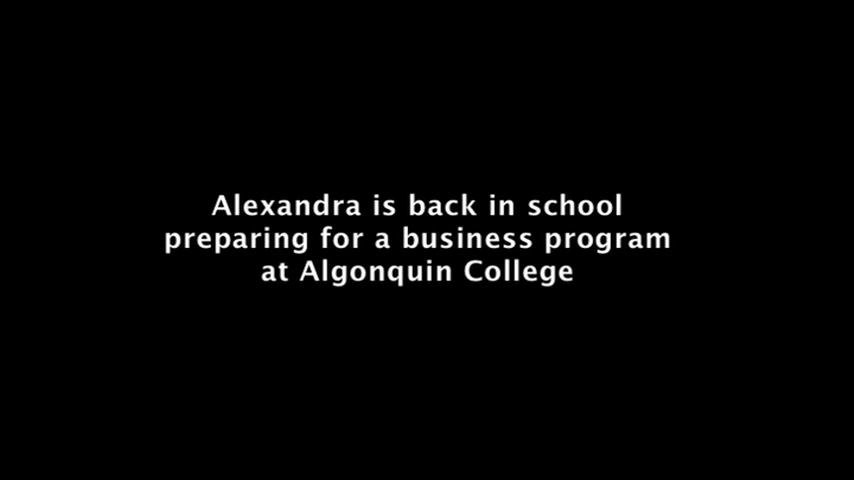 Alexandra is back in school
preparing for a business program
at Algonquin College